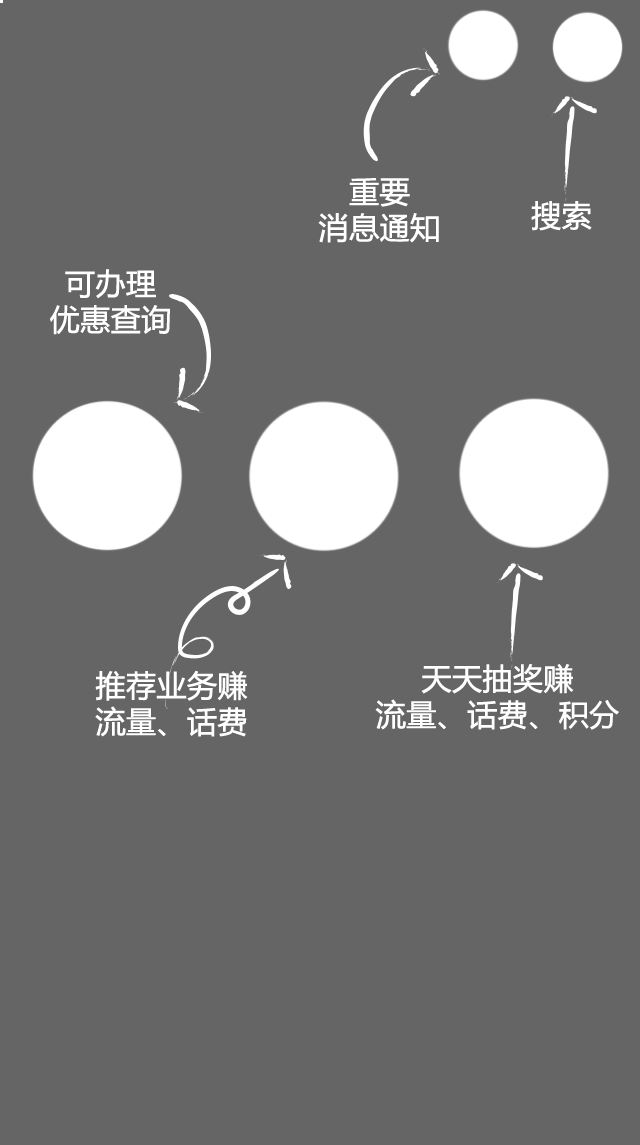 重要
消息通知
搜索
可办理
优惠查询
推荐业务赚
流量、话费
天天抽奖赚
流量、话费、积分